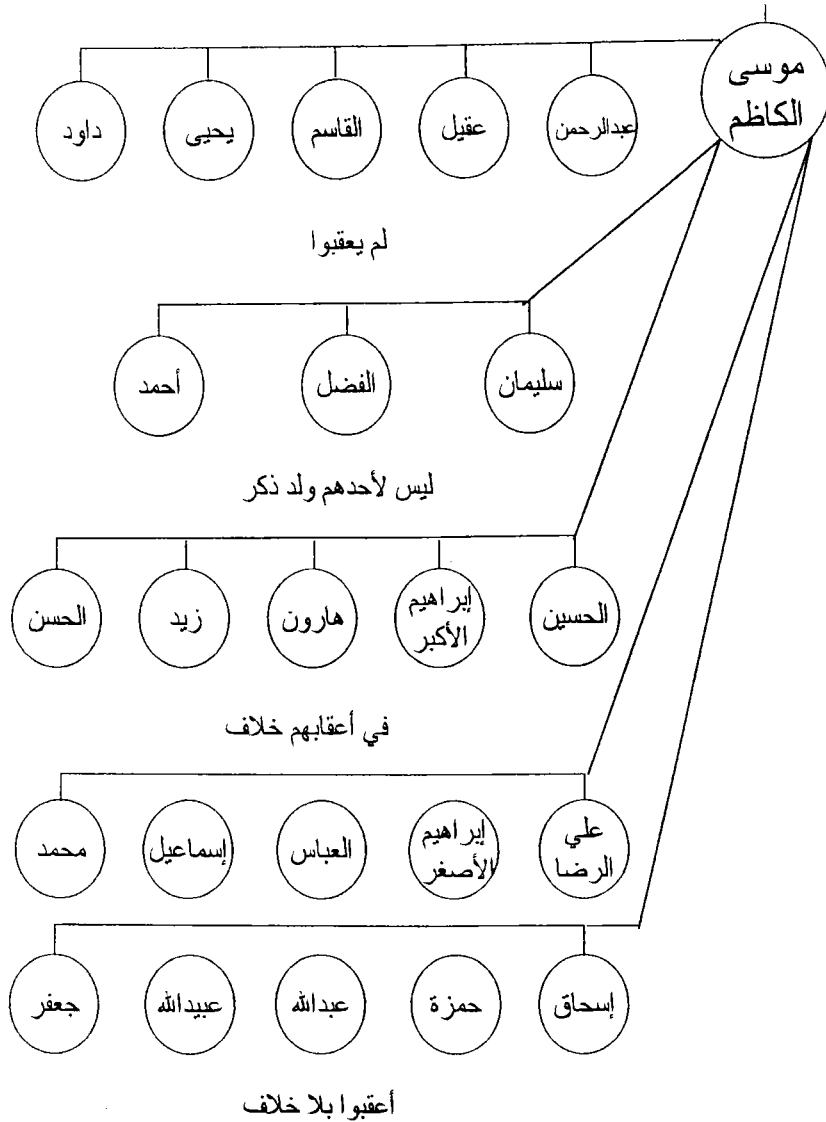 موسى
الكاظم
عبدالرحمن
عقيل
القاسم
يحيى
داود
لم يعقبوا
سليمان
الفضل
أحمد
ليس لأحدهم ولد ذكر
الحسين
إبراهيم
الأكبر
هارون
زيد
الحسن
في أعقابهم خلاف
علي
الرضا
إبراهيم
الأصغر
العباس
إسماعيل
محمد
إسحاق
حمزة
عبدالله
عبيدالله
جعفر
أعقبوا بلا خلاف